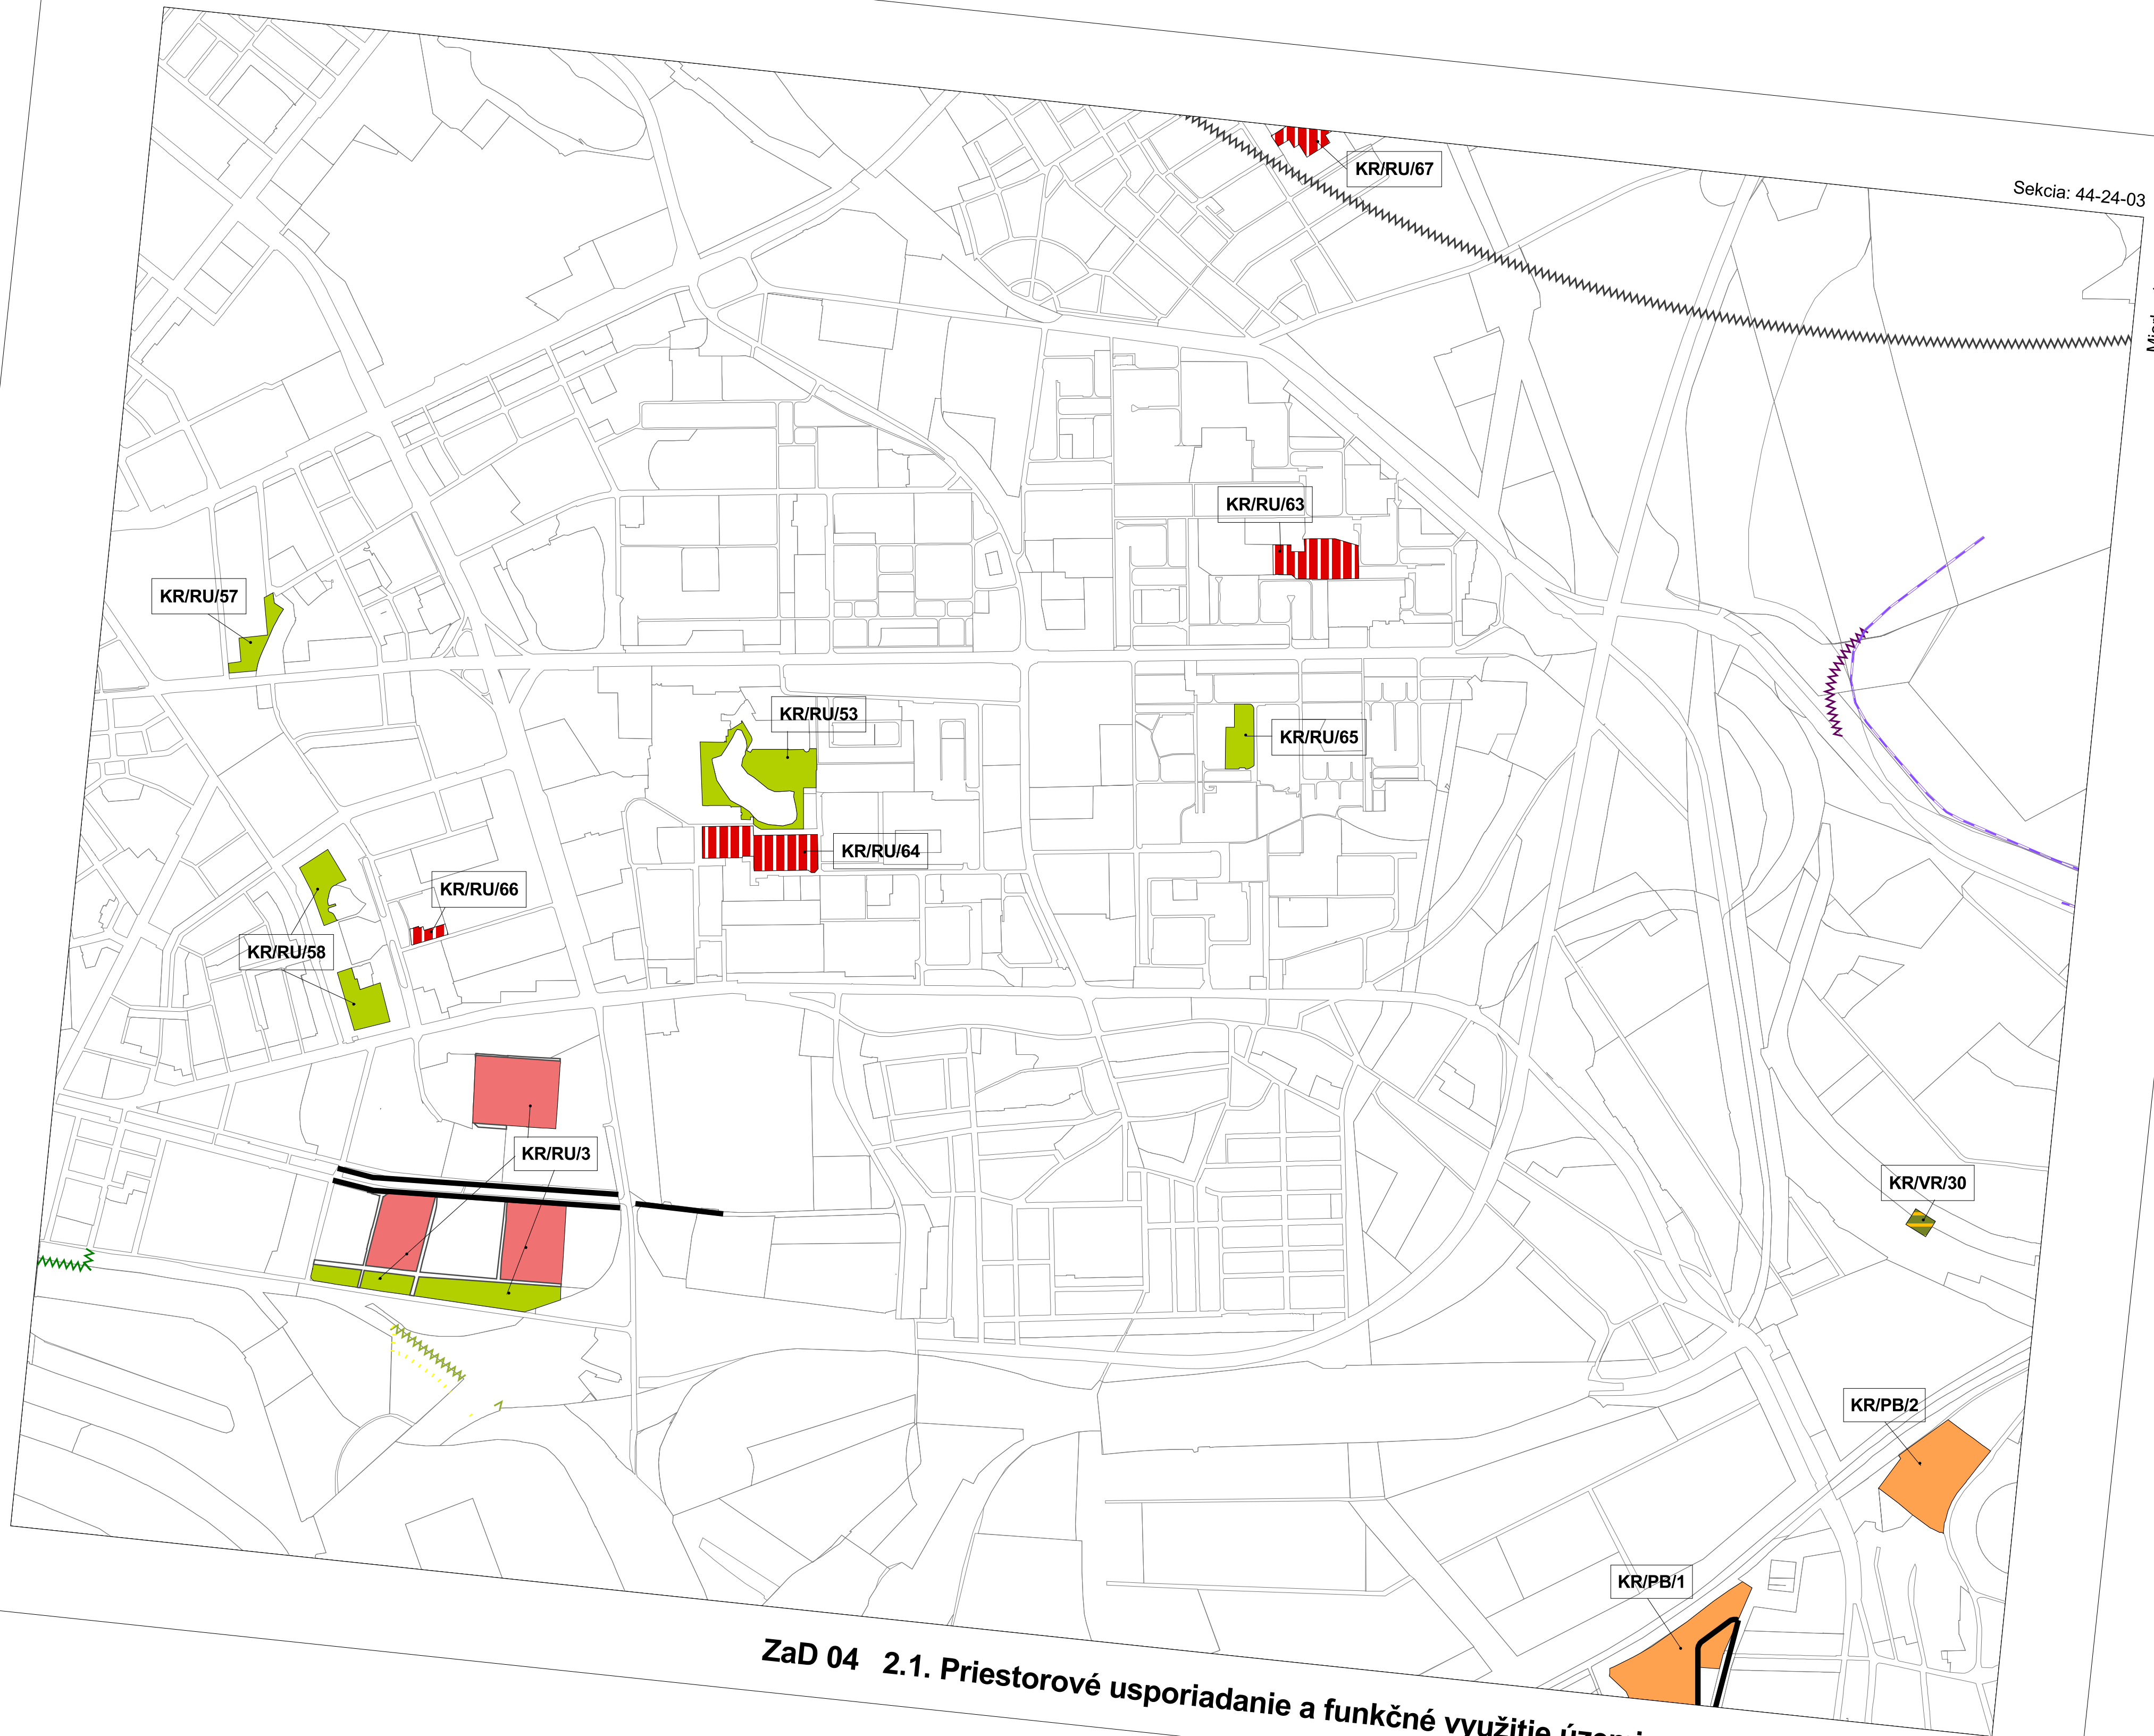 KR/RU/67
Sekcia: 44-24-03
KR/RU/63
KR/RU/57
KR/RU/53
KR/RU/65
KR/RU/64
KR/RU/66
KR/RU/58
KR/RU/3
KR/VR/30
KR/PB/2
KR/PB/1
ZaD 04 2.1. Priestorové usporiadanie a funkčné využitie